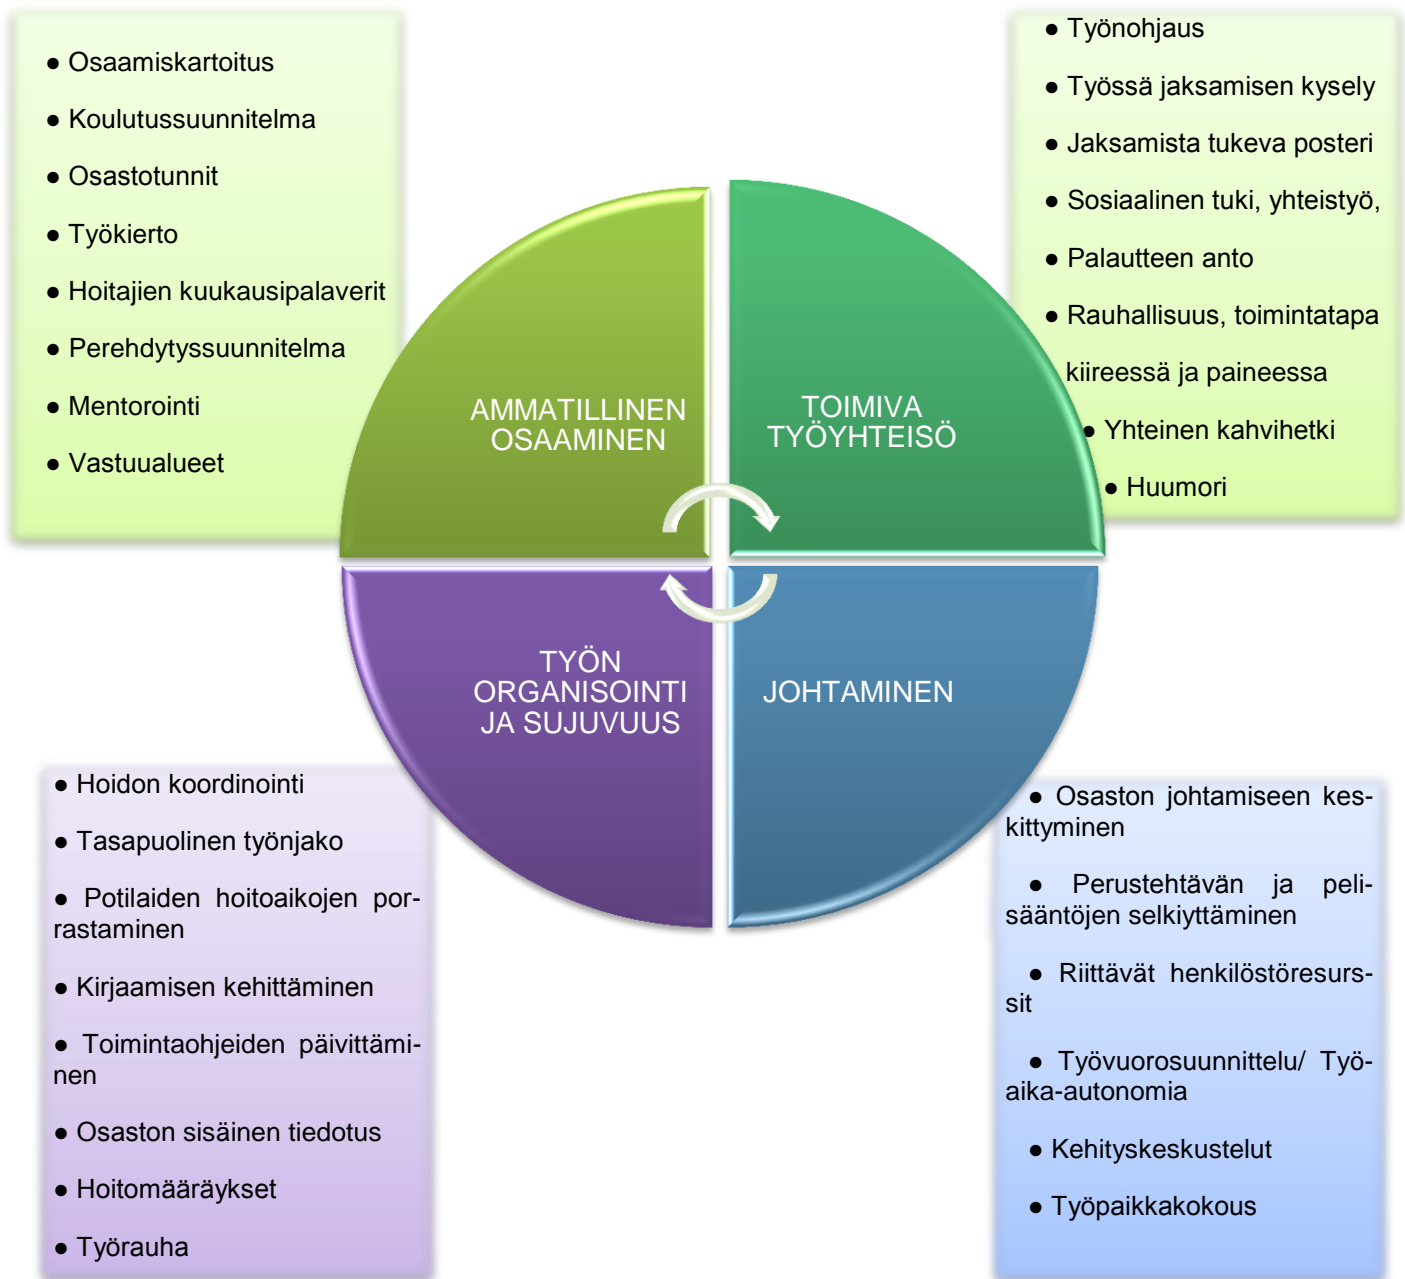 ● Osaamiskartoitus
● Koulutussuunnitelma
● Osastotunnit
● Työkierto
● Hoitajien kuukausipalaverit
● Perehdytyssuunnitelma
● Mentorointi
● Vastuualueet
● Työnohjaus
● Työssä jaksamisen kysely
● Jaksamista tukeva posteri
● Sosiaalinen tuki, yhteistyö,
● Palautteen anto
● Rauhallisuus, toimintatapa
kiireessä ja paineessa
● Yhteinen kahvihetki
● Huumori
AMMATILLINEN
OSAAMINEN
TOIMIVA
TYÖYHTEISÖ
TYÖN
ORGANISOINTI
JA SUJUVUUS
JOHTAMINEN
● Hoidon koordinointi
● Tasapuolinen työnjako
● Potilaiden hoitoaikojen por-
rastaminen
● Kirjaamisen kehittäminen
● Toimintaohjeiden päivittämi-
nen
● Osaston sisäinen tiedotus
● Hoitomääräykset
● Työrauha
● Osaston johtamiseen kes-
kittyminen
● Perustehtävän ja peli-
sääntöjen selkiyttäminen
● Riittävät henkilöstöresurs-
sit
● Työvuorosuunnittelu/ Työ-
aika-autonomia
● Kehityskeskustelut
● Työpaikkakokous